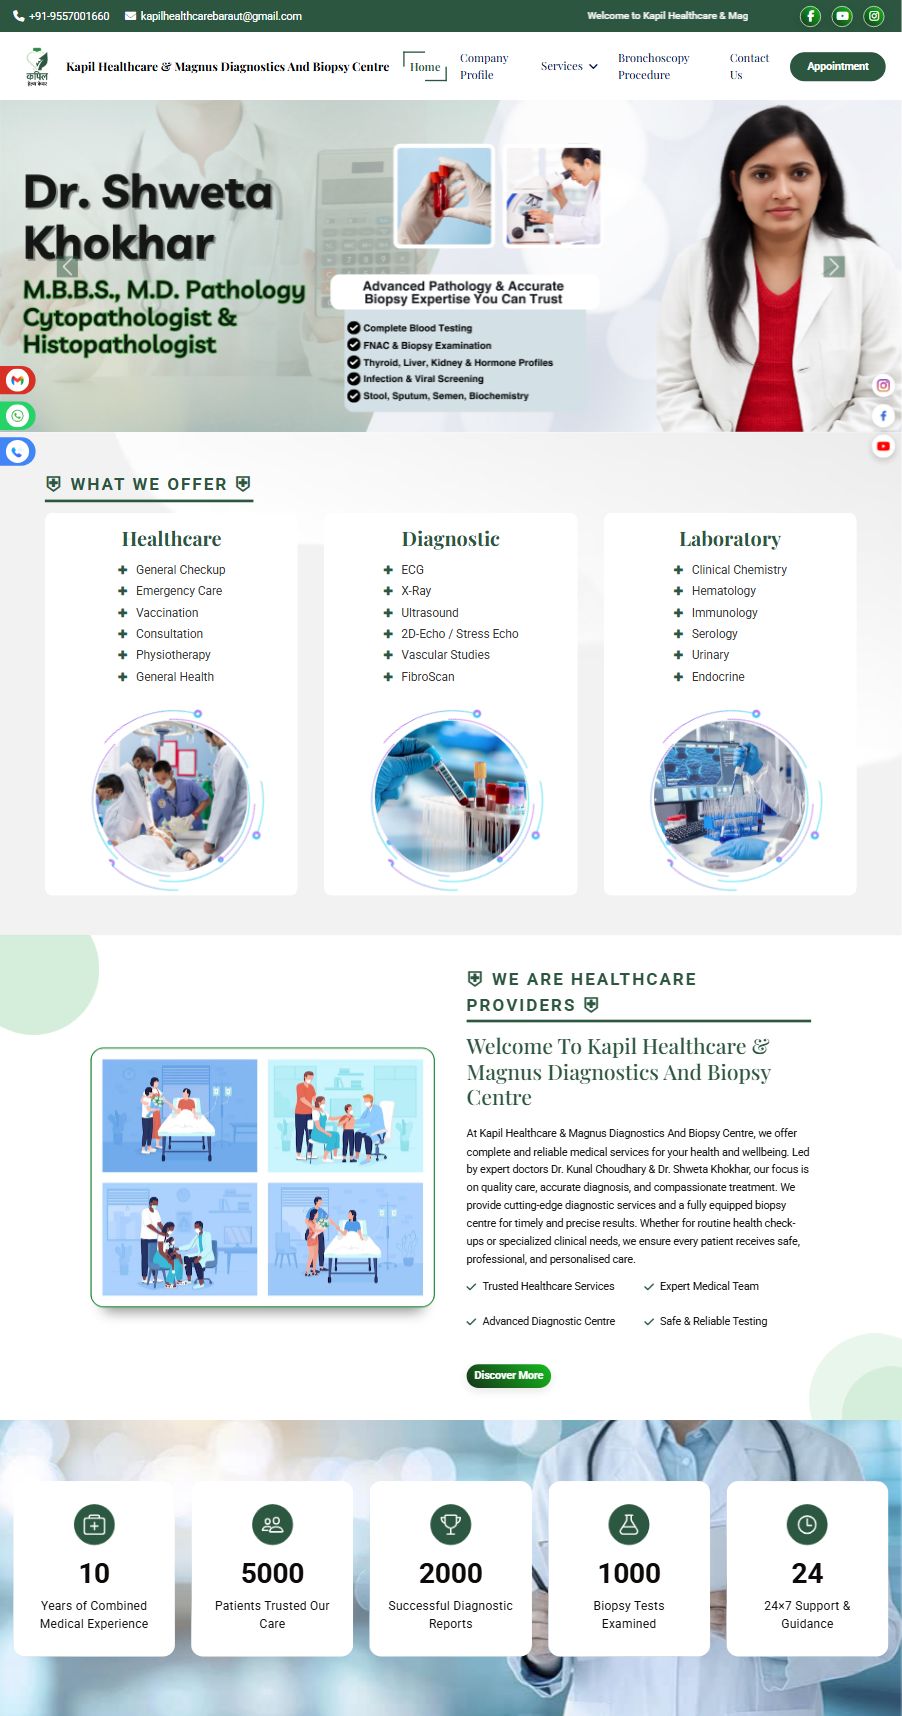 +91-9557001660 kapilhealthcarebaraut@gmail.com Welcome to Kapil Healthcare & Mag
कपिल
हेल्थ केयर
Kapil Healthcare & Magnus Diagnostics And Biopsy Centre
Home
Company
Profile
Services
Bronchoscopy
Procedure
Contact
Us
Appointment
Dr. Shweta
Khokhar
M.B.B.S., M.D. Pathology
Cytopathologist &
Histopathologist
Advanced Pathology & Accurate
Biopsy Expertise You Can Trust
Complete Blood Testing
FNAC & Biopsy Examination
Thyroid, Liver, Kidney & Hormone Profiles
Infection & Viral Screening
Stool, Sputum, Semen, Biochemistry
WHAT WE OFFER
Healthcare
General Checkup
Emergency Care
Vaccination
Consultation
Physiotherapy
General Health
Diagnostic
ECG
X-Ray
Ultrasound
2D-Echo / Stress Echo
Vascular Studies
FibroScan
Laboratory
Clinical Chemistry
Hematology
Immunology
Serology
Urinary
Endocrine
WE ARE HEALTHCARE
PROVIDERS
Welcome To Kapil Healthcare &
Magnus Diagnostics And Biopsy
Centre
At Kapil Healthcare & Magnus Diagnostics And Biopsy Centre, we offer
complete and reliable medical services for your health and wellbeing. Led
by expert doctors Dr. Kunal Choudhary & Dr. Shweta Khokhar, our focus is
on quality care, accurate diagnosis, and compassionate treatment. We
provide cutting-edge diagnostic services and a fully equipped biopsy
centre for timely and precise results. Whether for routine health check-
ups or specialized clinical needs, we ensure every patient receives safe,
professional, and personalised care.
Trusted Healthcare Services
Expert Medical Team
Advanced Diagnostic Centre
Safe & Reliable Testing
Discover More
10
Years of Combined
Medical Experience
5000
Patients Trusted Our
Care
2000
Successful Diagnostic
Reports
1000
Biopsy Tests
Examined
24
24×7 Support &
Guidance